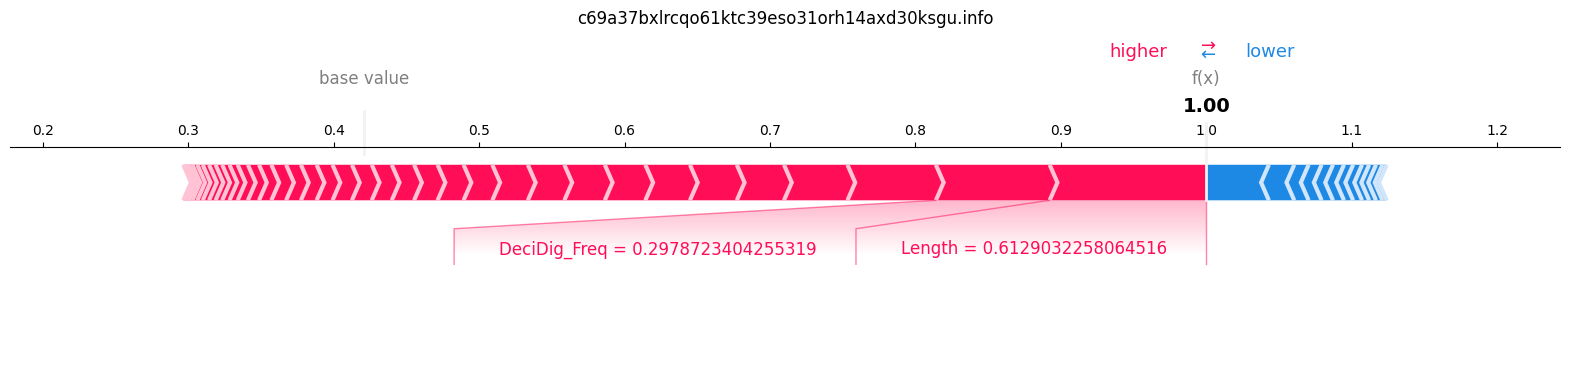 c69a37bxlrcqo61ktc39eso31orh14axd30ksgu.info
higher ⇄ lower
base value f(x)
1.00
0.2 0.3 0.4 0.5 0.6 0.7 0.8 0.9 1.0 1.1 1.2
DeciDig_Freq = 0.2978723404255319 Length = 0.6129032258064516